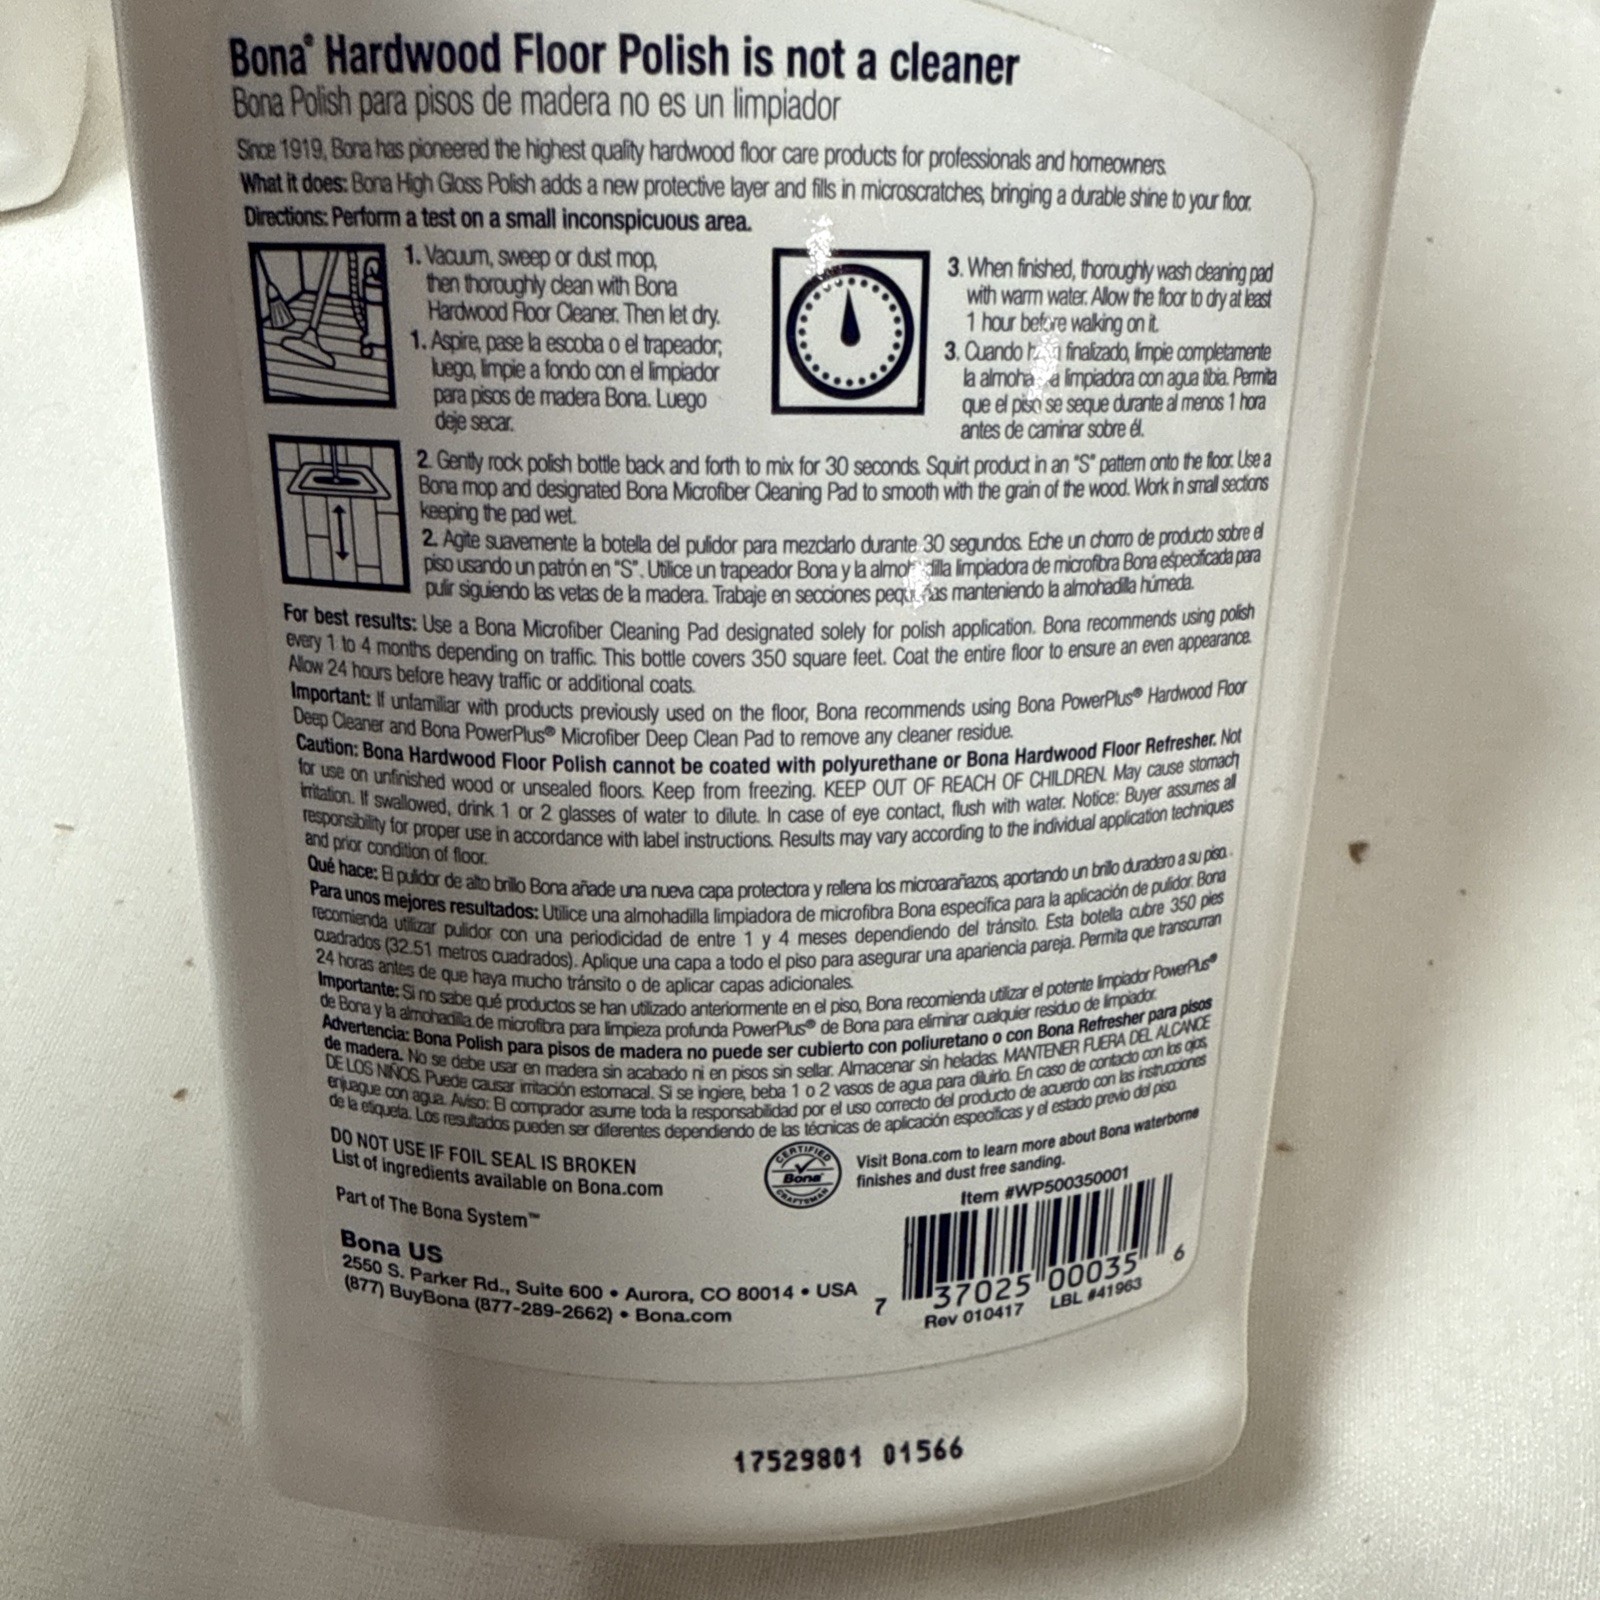 Bona® Hardwood Floor Polish is not a cleaner
Bona Polish para pisos de madera no es un limpiador
Since 1919, Bona has pioneered the highest quality hardwood floor care products for professionals and homeowners.
What it does: Bona High Gloss Polish adds a new protective layer and fills in microscratches, bringing a durable shine to your floor.
Directions: Perform a test on a small inconspicuous area.
1. Vacuum, sweep or dust mop,
then thoroughly clean with Bona
Hardwood Floor Cleaner. Then let dry.
1. Aspire, pase la escoba o el trapeador;
luego, limpie a fondo con el limpiador
para pisos de madera Bona. Luego
deje secar.
3. When finished, thoroughly wash cleaning pad
with warm water. Allow the floor to dry at least
1 hour before walking on it.
3. Cuando finalizado, limpie completamente
la limpiadora con agua tibia. Permita
que el piso se seque durante al menos 1 hora
antes de caminar sobre él.
2. Gently rock polish bottle back and forth to mix for 30 seconds. Squirt product in an "S" pattern onto the floor. Use a
Bona mop and designated Bona Microfiber Cleaning Pad to smooth with the grain of the wood. Work in small sections
keeping the pad wet.
2. Agite suavemente la botella del pulidor para mezclarlo durante 30 segundos. Eche un chorro de producto sobre el
piso usando un patrón en "S". Utilice un trapeador Bona y la almohadilla limpiadora de microfibra Bona especificada para
pulir siguiendo las vetas de la madera. Trabaje en secciones pequeñas manteniendo la almohadilla húmeda.
For best results: Use a Bona Microfiber Cleaning Pad designated solely for polish application. Bona recommends using polish
every 1 to 4 months depending on traffic. This bottle covers 350 square feet. Coat the entire floor to ensure an even appearance.
Allow 24 hours before heavy traffic or additional coats.
Important: If unfamiliar with products previously used on the floor, Bona recommends using Bona PowerPlus® Hardwood Floor
Deep Cleaner and Bona PowerPlus® Microfiber Deep Clean Pad to remove any cleaner residue.
Caution: Bona Hardwood Floor Polish cannot be coated with polyurethane or Bona Hardwood Floor Refresher. Not
for use on unfinished wood or unsealed floors. Keep from freezing. KEEP OUT OF REACH OF CHILDREN. May cause stomach
irritation. If swallowed, drink 1 or 2 glasses of water to dilute. In case of eye contact, flush with water. Notice: Buyer assumes all
responsibility for proper use in accordance with label instructions. Results may vary according to the individual application techniques
and prior condition of floor.
Qué hace: El pulidor de alto brillo Bona añade una nueva capa protectora y rellena los microarañazos, aportando un brillo duradero a su piso.
Para unos mejores resultados: Utilice una almohadilla limpiadora de microfibra Bona específica para la aplicación de pulidor. Bona
recomienda utilizar pulidor con una periodicidad de entre 1 y 4 meses dependiendo del tránsito. Esta botella cubre 350 pies
cuadrados (32.51 metros cuadrados). Aplique una capa a todo el piso para asegurar una apariencia pareja. Permita que transcurran
24 horas antes de que haya mucho tránsito o de aplicar capas adicionales.
Importante: Si no sabe qué productos se han utilizado anteriormente en el piso, Bona recomienda utilizar el potente limpiador PowerPlus®
de Bona y la almohadilla de microfibra para limpieza profunda PowerPlus® de Bona para eliminar cualquier residuo de limpiador.
Advertencia: Bona Polish para pisos de madera no puede ser cubierto con poliuretano o con Bona Refresher para pisos
de madera. No se debe usar en madera sin acabado ni en pisos sin sellar. Almacenar sin heladas. MANTENER FUERA DEL ALCANCE
DE LOS NIÑOS. Puede causar irritación estomacal. Si se ingiere, beba 1 o 2 vasos de agua para diluirlo. En caso de contacto con los ojos,
enjuague con agua. Aviso: El comprador asume toda la responsabilidad por el uso correcto del producto de acuerdo con las instrucciones
de la etiqueta. Los resultados pueden ser diferentes dependiendo de las técnicas de aplicación específicas y el estado previo del piso.
DO NOT USE IF FOIL SEAL IS BROKEN
List of ingredients available on Bona.com
Part of The Bona System™
CERTIFIED
Bona
CRAFTSMAN
Visit Bona.com to learn more about Bona waterborne
finishes and dust free sanding.
Item #WP500350001
Bona US
2550 S. Parker Rd., Suite 600 • Aurora, CO 80014 • USA
(877) BuyBona (877-289-2662) • Bona.com
7 37025 00035 6
Rev 010417 LBL #41963
17529801 01566